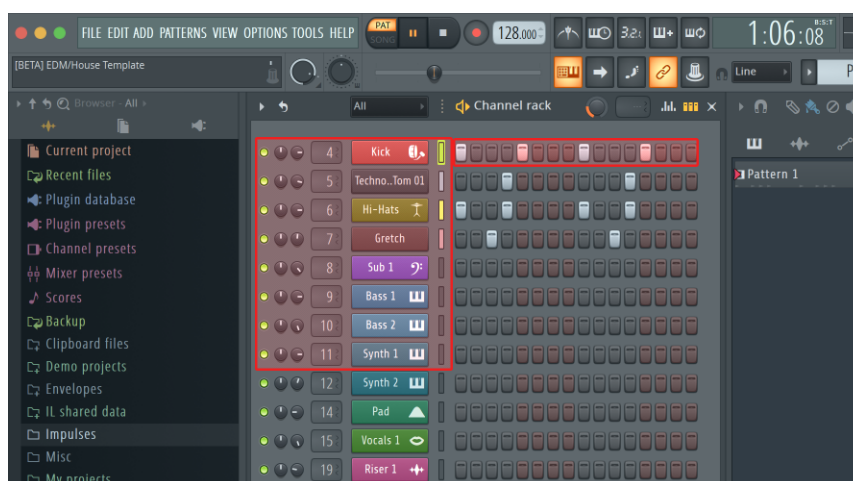 FILE EDIT ADD PATTERNS VIEW OPTIONS TOOLS HELP
PAT
SONG
128.000
3.2.1
B:S:T
1:06:08
[BETA] EDM/House Template
Line
P
Browser - All
All
Channel rack
Current project
Recent files
Plugin database
Plugin presets
Channel presets
Mixer presets
Scores
Backup
Clipboard files
Demo projects
Envelopes
IL shared data
Impulses
Misc
My projects
4 Kick
5 Techno..Tom 01
6 Hi-Hats
7 Gretch
8 Sub 1
9 Bass 1
10 Bass 2
11 Synth 1
12 Synth 2
14 Pad
15 Vocals 1
19 Riser 1
Pattern 1